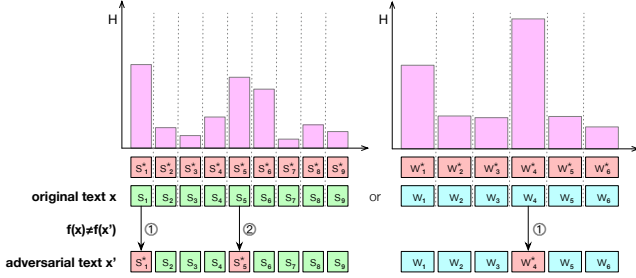 H H
S*1 S*2 S*3 S*4 S*5 S*6 S*7 S*8 S*9 W*1 W*2 W*3 W*4 W*5 W*6
original text x S1 S2 S3 S4 S5 S6 S7 S8 S9 or W1 W2 W3 W4 W5 W6
f(x)≠f(x') ① ② ①
adversarial text x' S*1 S2 S3 S4 S*5 S6 S7 S8 S9 W1 W2 W3 W*4 W5 W6